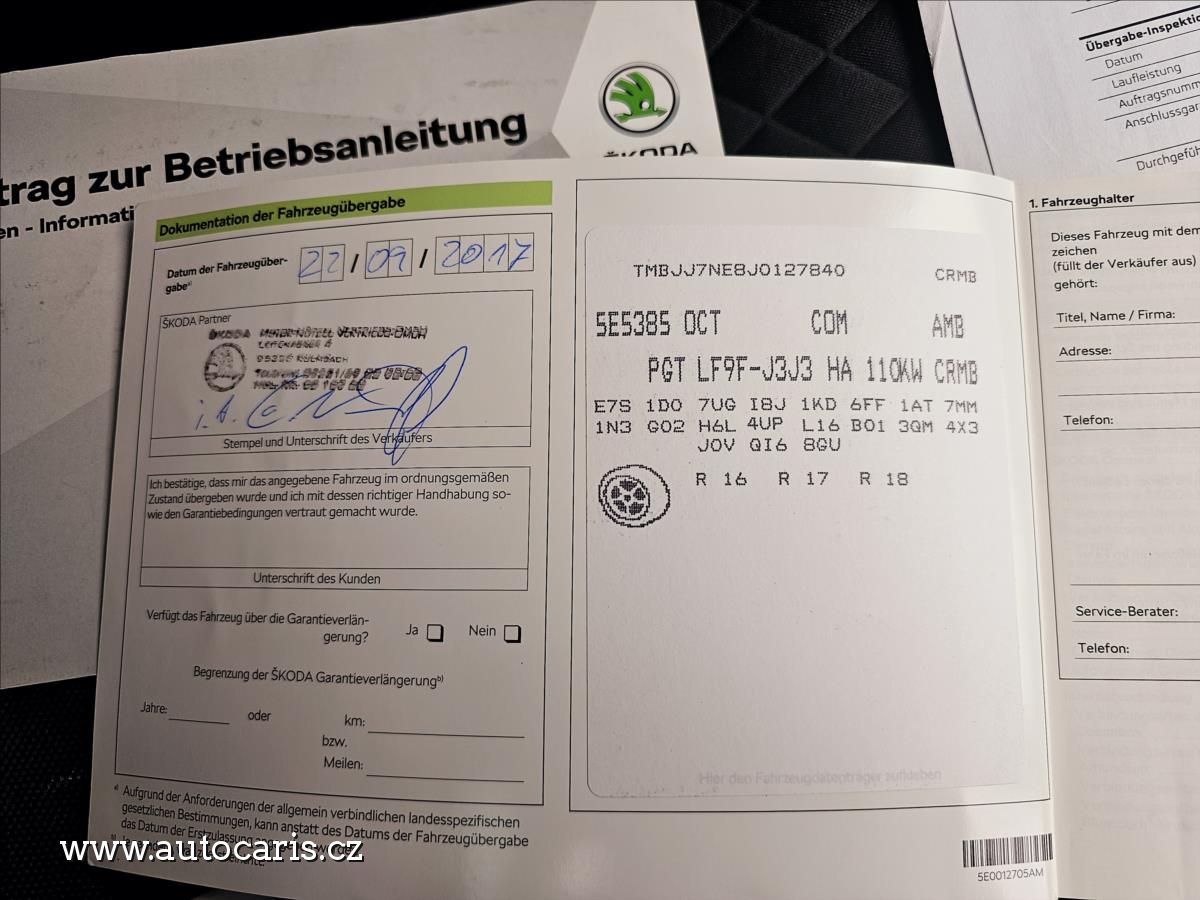 trag zur Betriebsanleitung
en - Informati
ŠKODA
Übergabe-Inspekti
Datum
Laufleistung
Auftragsnumm
Anschlussgar
Durchgefüh
Dokumentation der Fahrzeugübergabe
Datum der Fahrzeugüber-
gabeᵃ⁾
22 / 09 / 2017
ŠKODA Partner
i.A.
Stempel und Unterschrift des Verkäufers
Ich bestätige, dass mir das angegebene Fahrzeug im ordnungsgemäßen
Zustand übergeben wurde und ich mit dessen richtiger Handhabung so-
wie den Garantiebedingungen vertraut gemacht wurde.
Unterschrift des Kunden
Verfügt das Fahrzeug über die Garantieverlän-
gerung?
Ja
Nein
Begrenzung der ŠKODA Garantieverlängerungᵇ⁾
Jahre:
oder
km:
bzw.
Meilen:
ᵃ⁾ Aufgrund der Anforderungen der allgemein verbindlichen landesspezifischen
gesetzlichen Bestimmungen, kann anstatt des Datums der Fahrzeugübergabe
das Datum der Erstzulassung
TMBJJ7NE8J0127840 CRMB
5E5385 OCT COM AMB
PGT LF9F-J3J3 HA 110KW CRMB
E7S 1D0 7UG I8J 1KD 6FF 1AT 7MM
1N3 G02 H6L 4UP L16 B01 3QM 4X3
J0V QI6 8GU
R 16 R 17 R 18
Hier den Fahrzeugdatenträger aufkleben
5E0012705AM
1. Fahrzeughalter
Dieses Fahrzeug mit dem
zeichen
(füllt der Verkäufer aus)
gehört:
Titel, Name / Firma:
Adresse:
Telefon:
Service-Berater:
Telefon:
www.autocaris.cz